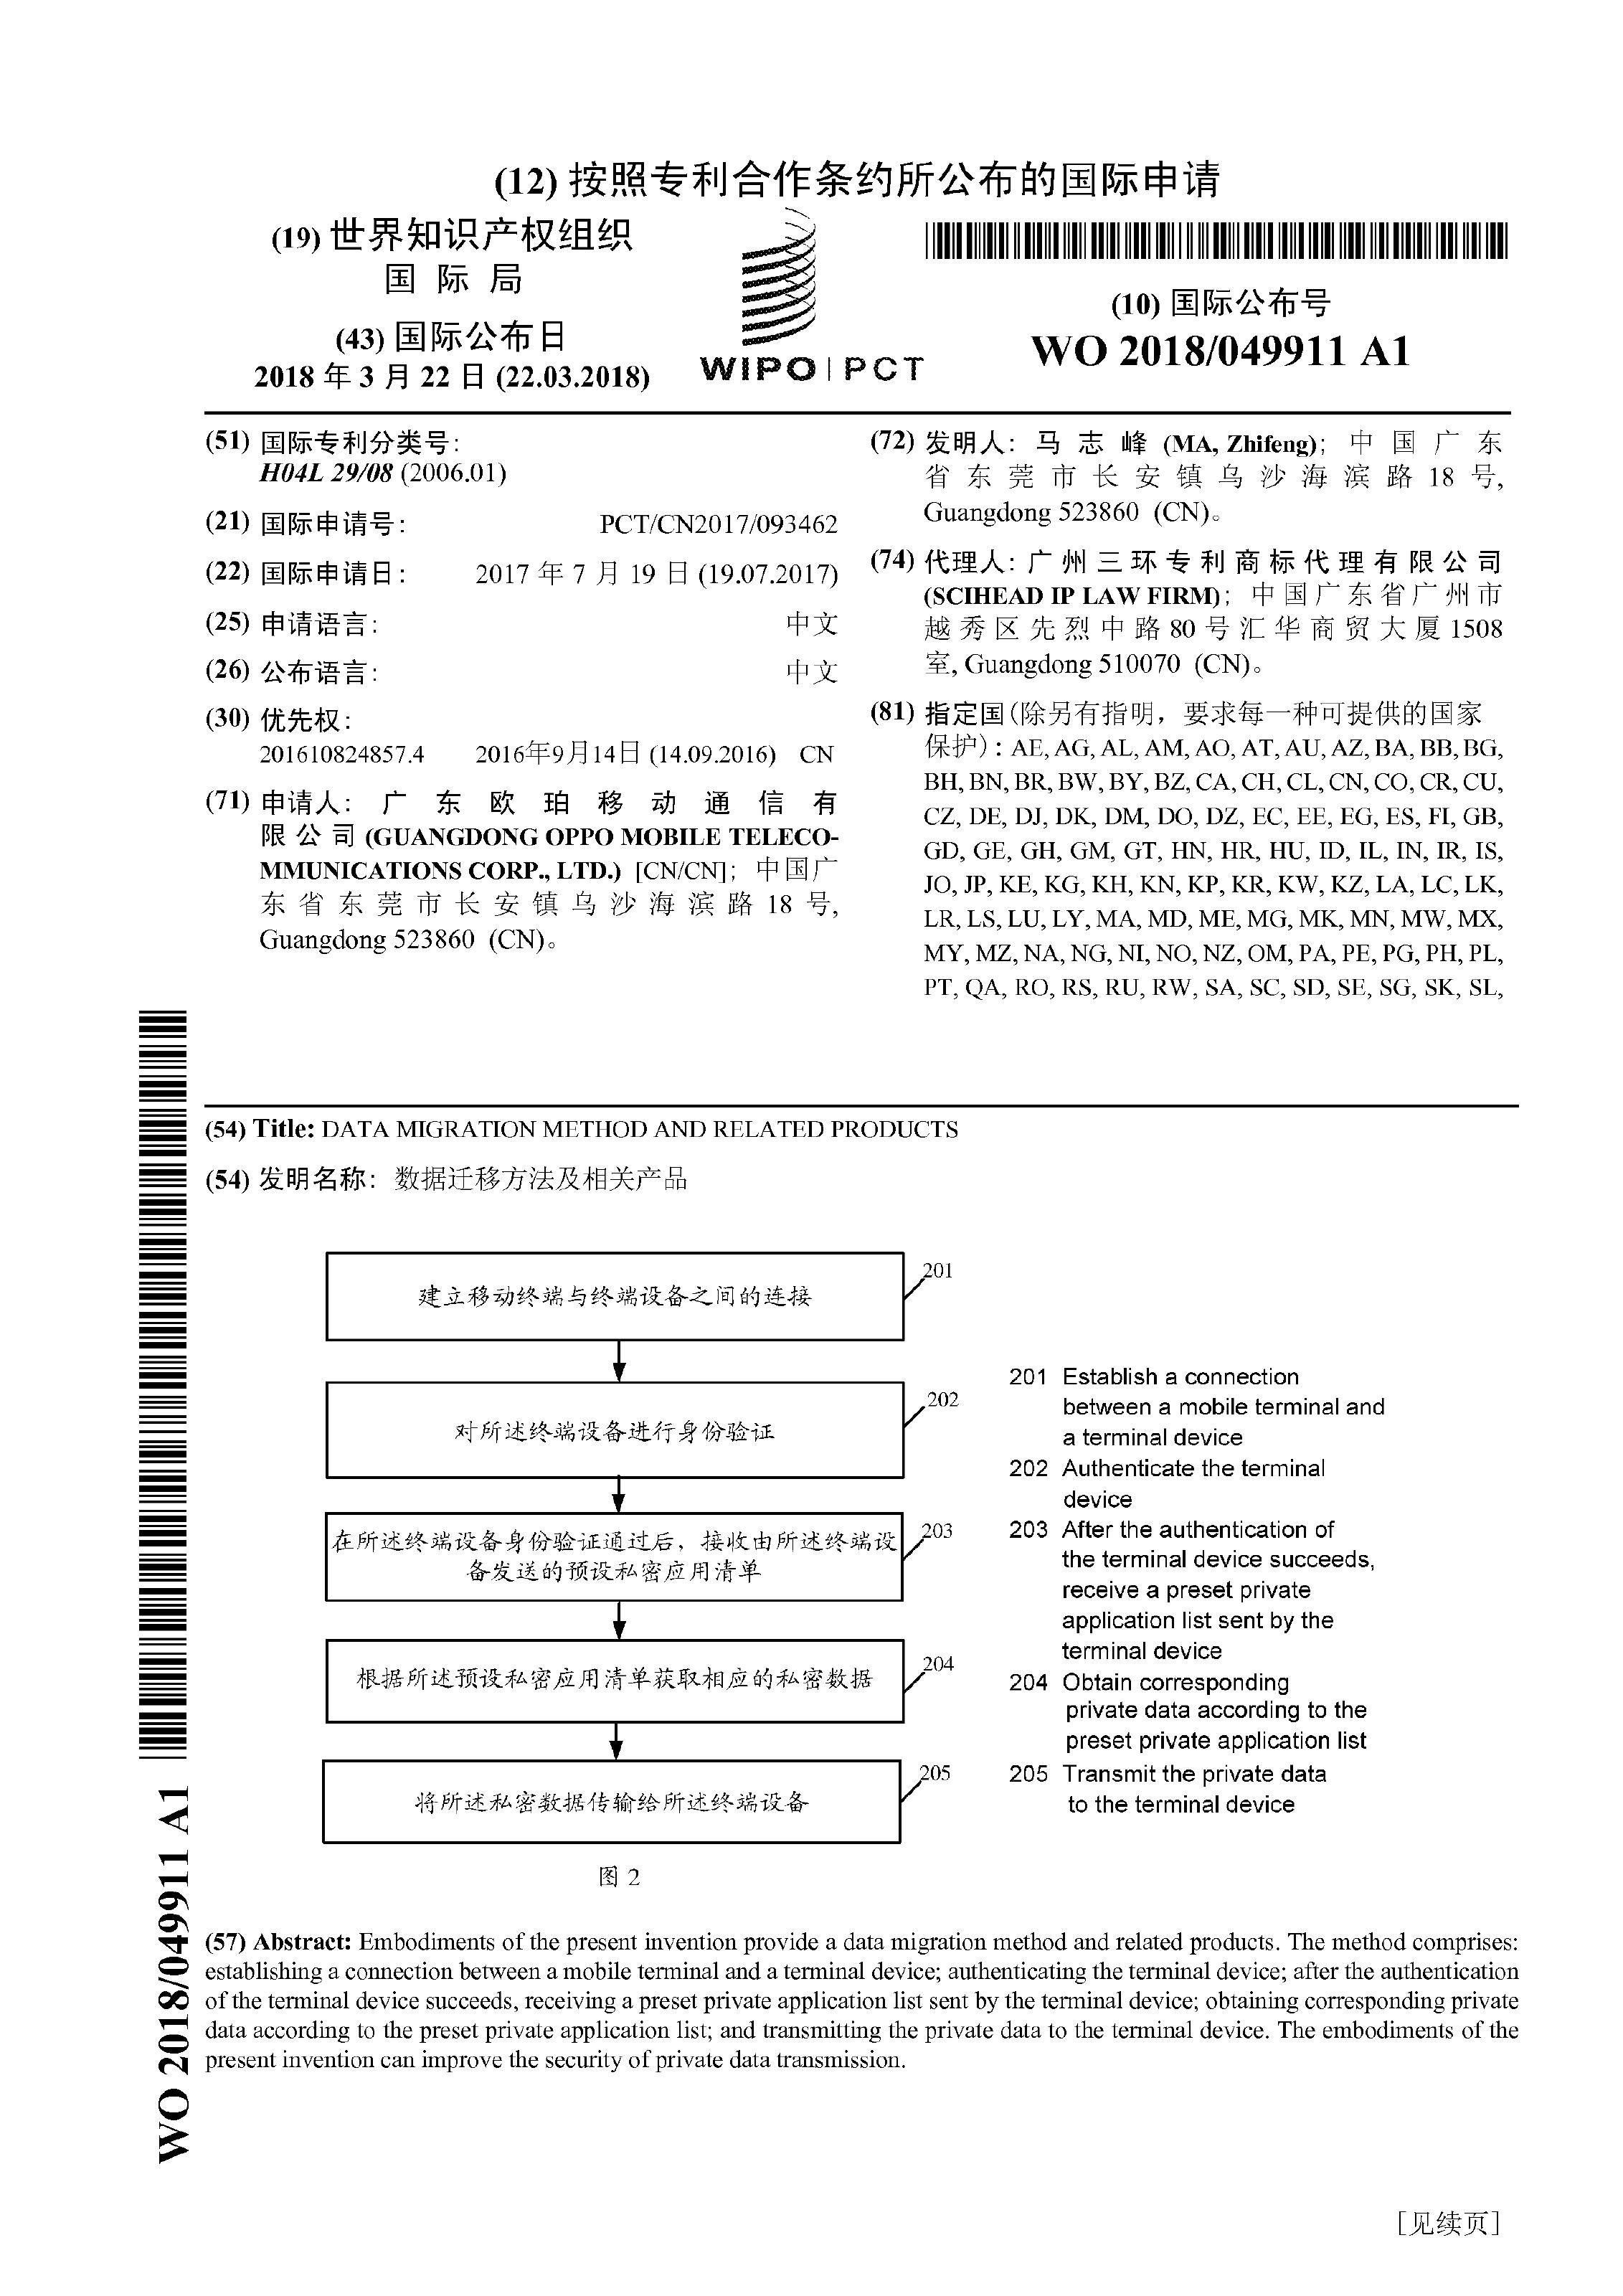 (12) 按照专利合作条约所公布的国际申请
(19) 世界知识产权组织
国 际 局
(43) 国际公布日
2018 年 3 月 22 日 (22.03.2018)
WIPO | PCT
(10) 国际公布号
WO 2018/049911 A1
(51) 国际专利分类号:
H04L 29/08 (2006.01)
(21) 国际申请号: PCT/CN2017/093462
(22) 国际申请日: 2017 年 7 月 19 日 (19.07.2017)
(25) 申请语言: 中文
(26) 公布语言: 中文
(30) 优先权:
201610824857.4 2016年9月14日 (14.09.2016) CN
(71) 申请人: 广 东 欧 珀 移 动 通 信 有
限 公 司 (GUANGDONG OPPO MOBILE TELECO-
MMUNICATIONS CORP., LTD.) [CN/CN]; 中国广
东 省 东 莞 市 长 安 镇 乌 沙 海 滨 路 18 号,
Guangdong 523860 (CN)。
(72) 发明人: 马 志 峰 (MA, Zhifeng); 中 国 广 东
省 东 莞 市 长 安 镇 乌 沙 海 滨 路 18 号,
Guangdong 523860 (CN)。
(74) 代理人: 广 州 三 环 专 利 商 标 代 理 有 限 公 司
(SCIHEAD IP LAW FIRM); 中 国 广 东 省 广 州 市
越 秀 区 先 烈 中 路 80 号 汇 华 商 贸 大 厦 1508
室, Guangdong 510070 (CN)。
(81) 指定国(除另有指明，要求每一种可提供的国家
保护): AE, AG, AL, AM, AO, AT, AU, AZ, BA, BB, BG,
BH, BN, BR, BW, BY, BZ, CA, CH, CL, CN, CO, CR, CU,
CZ, DE, DJ, DK, DM, DO, DZ, EC, EE, EG, ES, FI, GB,
GD, GE, GH, GM, GT, HN, HR, HU, ID, IL, IN, IR, IS,
JO, JP, KE, KG, KH, KN, KP, KR, KW, KZ, LA, LC, LK,
LR, LS, LU, LY, MA, MD, ME, MG, MK, MN, MW, MX,
MY, MZ, NA, NG, NI, NO, NZ, OM, PA, PE, PG, PH, PL,
PT, QA, RO, RS, RU, RW, SA, SC, SD, SE, SG, SK, SL,
(54) Title: DATA MIGRATION METHOD AND RELATED PRODUCTS
(54) 发明名称: 数据迁移方法及相关产品
建立移动终端与终端设备之间的连接
201
对所述终端设备进行身份验证
202
在所述终端设备身份验证通过后，接收由所述终端设
备发送的预设私密应用清单
203
根据所述预设私密应用清单获取相应的私密数据
204
将所述私密数据传输给所述终端设备
205
图 2
201 Establish a connection
between a mobile terminal and
a terminal device
202 Authenticate the terminal
device
203 After the authentication of
the terminal device succeeds,
receive a preset private
application list sent by the
terminal device
204 Obtain corresponding
private data according to the
preset private application list
205 Transmit the private data
to the terminal device
(57) Abstract: Embodiments of the present invention provide a data migration method and related products. The method comprises:
establishing a connection between a mobile terminal and a terminal device; authenticating the terminal device; after the authentication
of the terminal device succeeds, receiving a preset private application list sent by the terminal device; obtaining corresponding private
data according to the preset private application list; and transmitting the private data to the terminal device. The embodiments of the
present invention can improve the security of private data transmission.
WO 2018/049911 A1
[见续页]